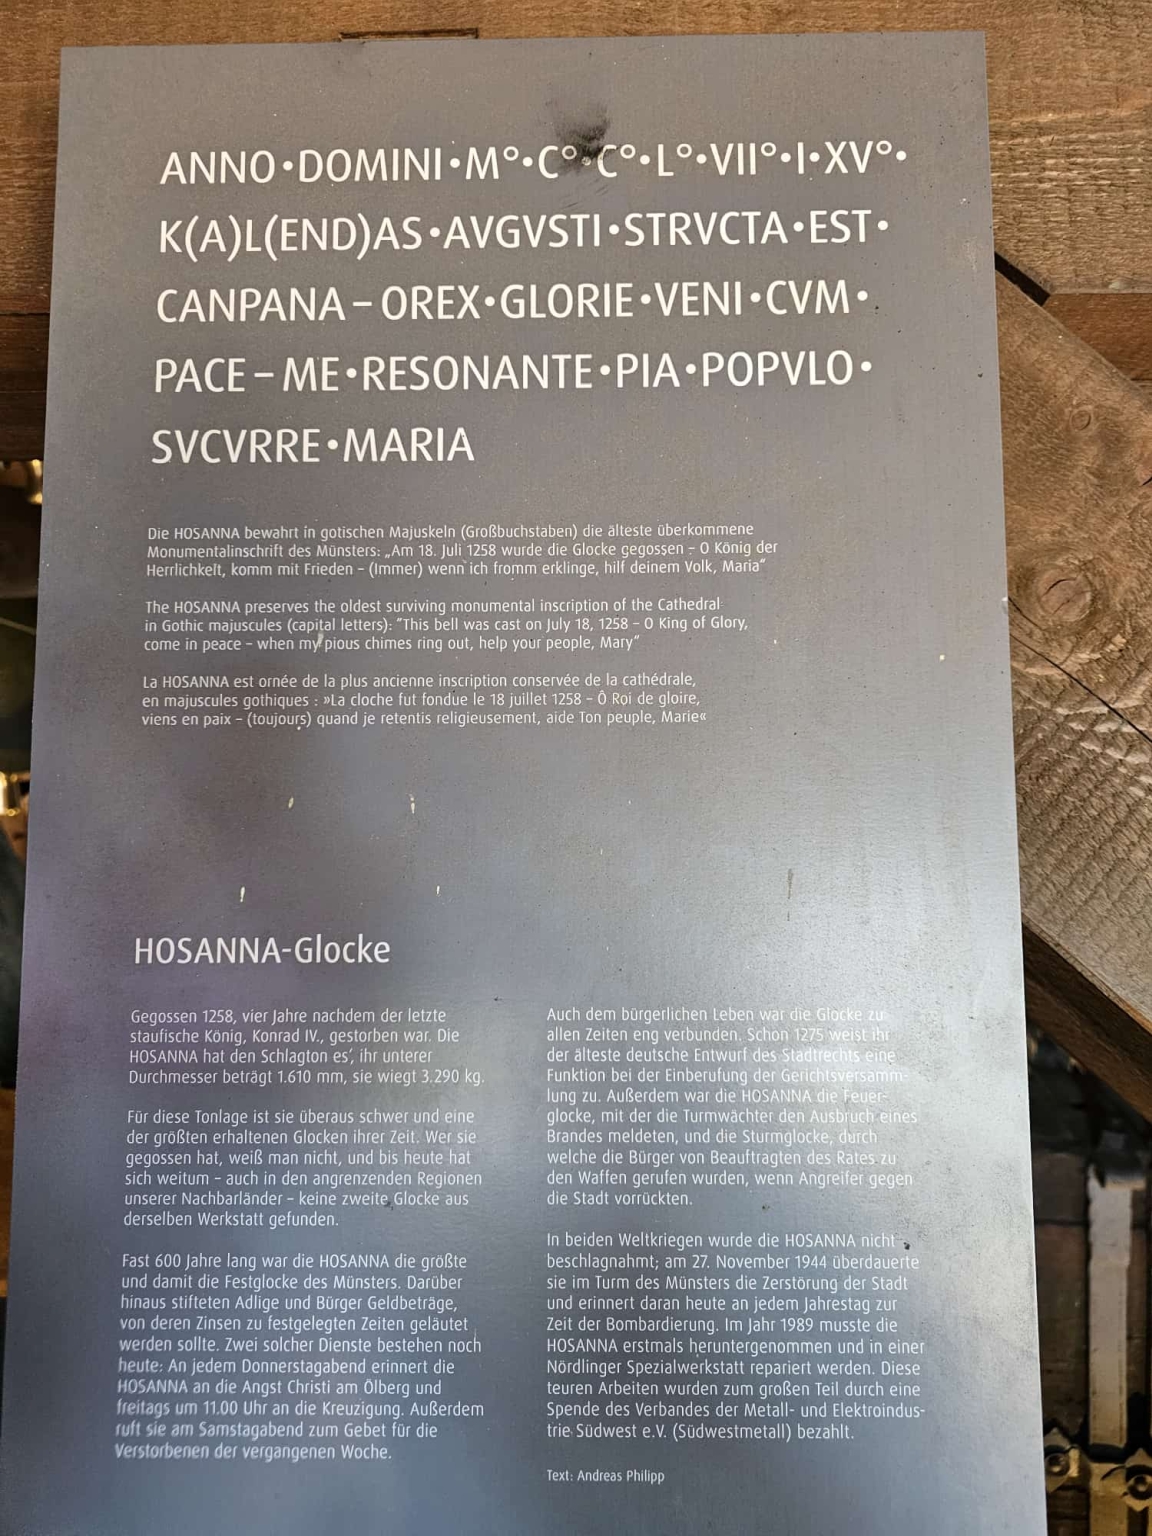 ANNO•DOMINI•M°•C°•C°•L°•VII°•I•XV°•
K(A)L(END)AS•AVGVSTI•STRVCTA•EST•
CANPANA – OREX•GLORIE•VENI•CVM•
PACE – ME•RESONANTE•PIA•POPVLO•
SVCVRRE•MARIA
Die HOSANNA bewahrt in gotischen Majuskeln (Großbuchstaben) die älteste überkommene
Monumentalinschrift des Münsters: „Am 18. Juli 1258 wurde die Glocke gegossen – O König der
Herrlichkelt, komm mit Frieden – (Immer) wenn ich fromm erklinge, hilf deinem Volk, Maria“
The HOSANNA preserves the oldest surviving monumental inscription of the Cathedral
in Gothic majuscules (capital letters): “This bell was cast on July 18, 1258 – O King of Glory,
come in peace – when my pious chimes ring out, help your people, Mary“
La HOSANNA est ornée de la plus ancienne inscription conservée de la cathédrale,
en majuscules gothiques : »La cloche fut fondue le 18 juillet 1258 – Ô Roi de gloire,
viens en paix – (toujours) quand je retentis religieusement, aide Ton peuple, Marie«
HOSANNA-Glocke
Gegossen 1258, vier Jahre nachdem der letzte
staufische König, Konrad IV., gestorben war. Die
HOSANNA hat den Schlagton es’, ihr unterer
Durchmesser beträgt 1.610 mm, sie wiegt 3.290 kg.
Für diese Tonlage ist sie überaus schwer und eine
der größten erhaltenen Glocken ihrer Zeit. Wer sie
gegossen hat, weiß man nicht, und bis heute hat
sich weitum – auch in den angrenzenden Regionen
unserer Nachbarländer – keine zweite Glocke aus
derselben Werkstatt gefunden.
Fast 600 Jahre lang war die HOSANNA die größte
und damit die Festglocke des Münsters. Darüber
hinaus stifteten Adlige und Bürger Geldbeträge,
von deren Zinsen zu festgelegten Zeiten geläutet
werden sollte. Zwei solcher Dienste bestehen noch
heute: An jedem Donnerstagabend erinnert die
HOSANNA an die Angst Christi am Ölberg und
freitags um 11.00 Uhr an die Kreuzigung. Außerdem
ruft sie am Samstagabend zum Gebet für die
Verstorbenen der vergangenen Woche.
Auch dem bürgerlichen Leben war die Glocke zu
allen Zeiten eng verbunden. Schon 1275 weist ihr
der älteste deutsche Entwurf des Stadtrechts eine
Funktion bei der Einberufung der Gerichtsversamm-
lung zu. Außerdem war die HOSANNA die Feuer-
glocke, mit der die Turmwächter den Ausbruch eines
Brandes meldeten, und die Sturmglocke, durch
welche die Bürger von Beauftragten des Rates zu
den Waffen gerufen wurden, wenn Angreifer gegen
die Stadt vorrückten.
In beiden Weltkriegen wurde die HOSANNA nicht
beschlagnahmt; am 27. November 1944 überdauerte
sie im Turm des Münsters die Zerstörung der Stadt
und erinnert daran heute an jedem Jahrestag zur
Zeit der Bombardierung. Im Jahr 1989 musste die
HOSANNA erstmals heruntergenommen und in einer
Nördlinger Spezialwerkstatt repariert werden. Diese
teuren Arbeiten wurden zum großen Teil durch eine
Spende des Verbandes der Metall- und Elektroindus-
trie Südwest e.V. (Südwestmetall) bezahlt.
Text: Andreas Philipp